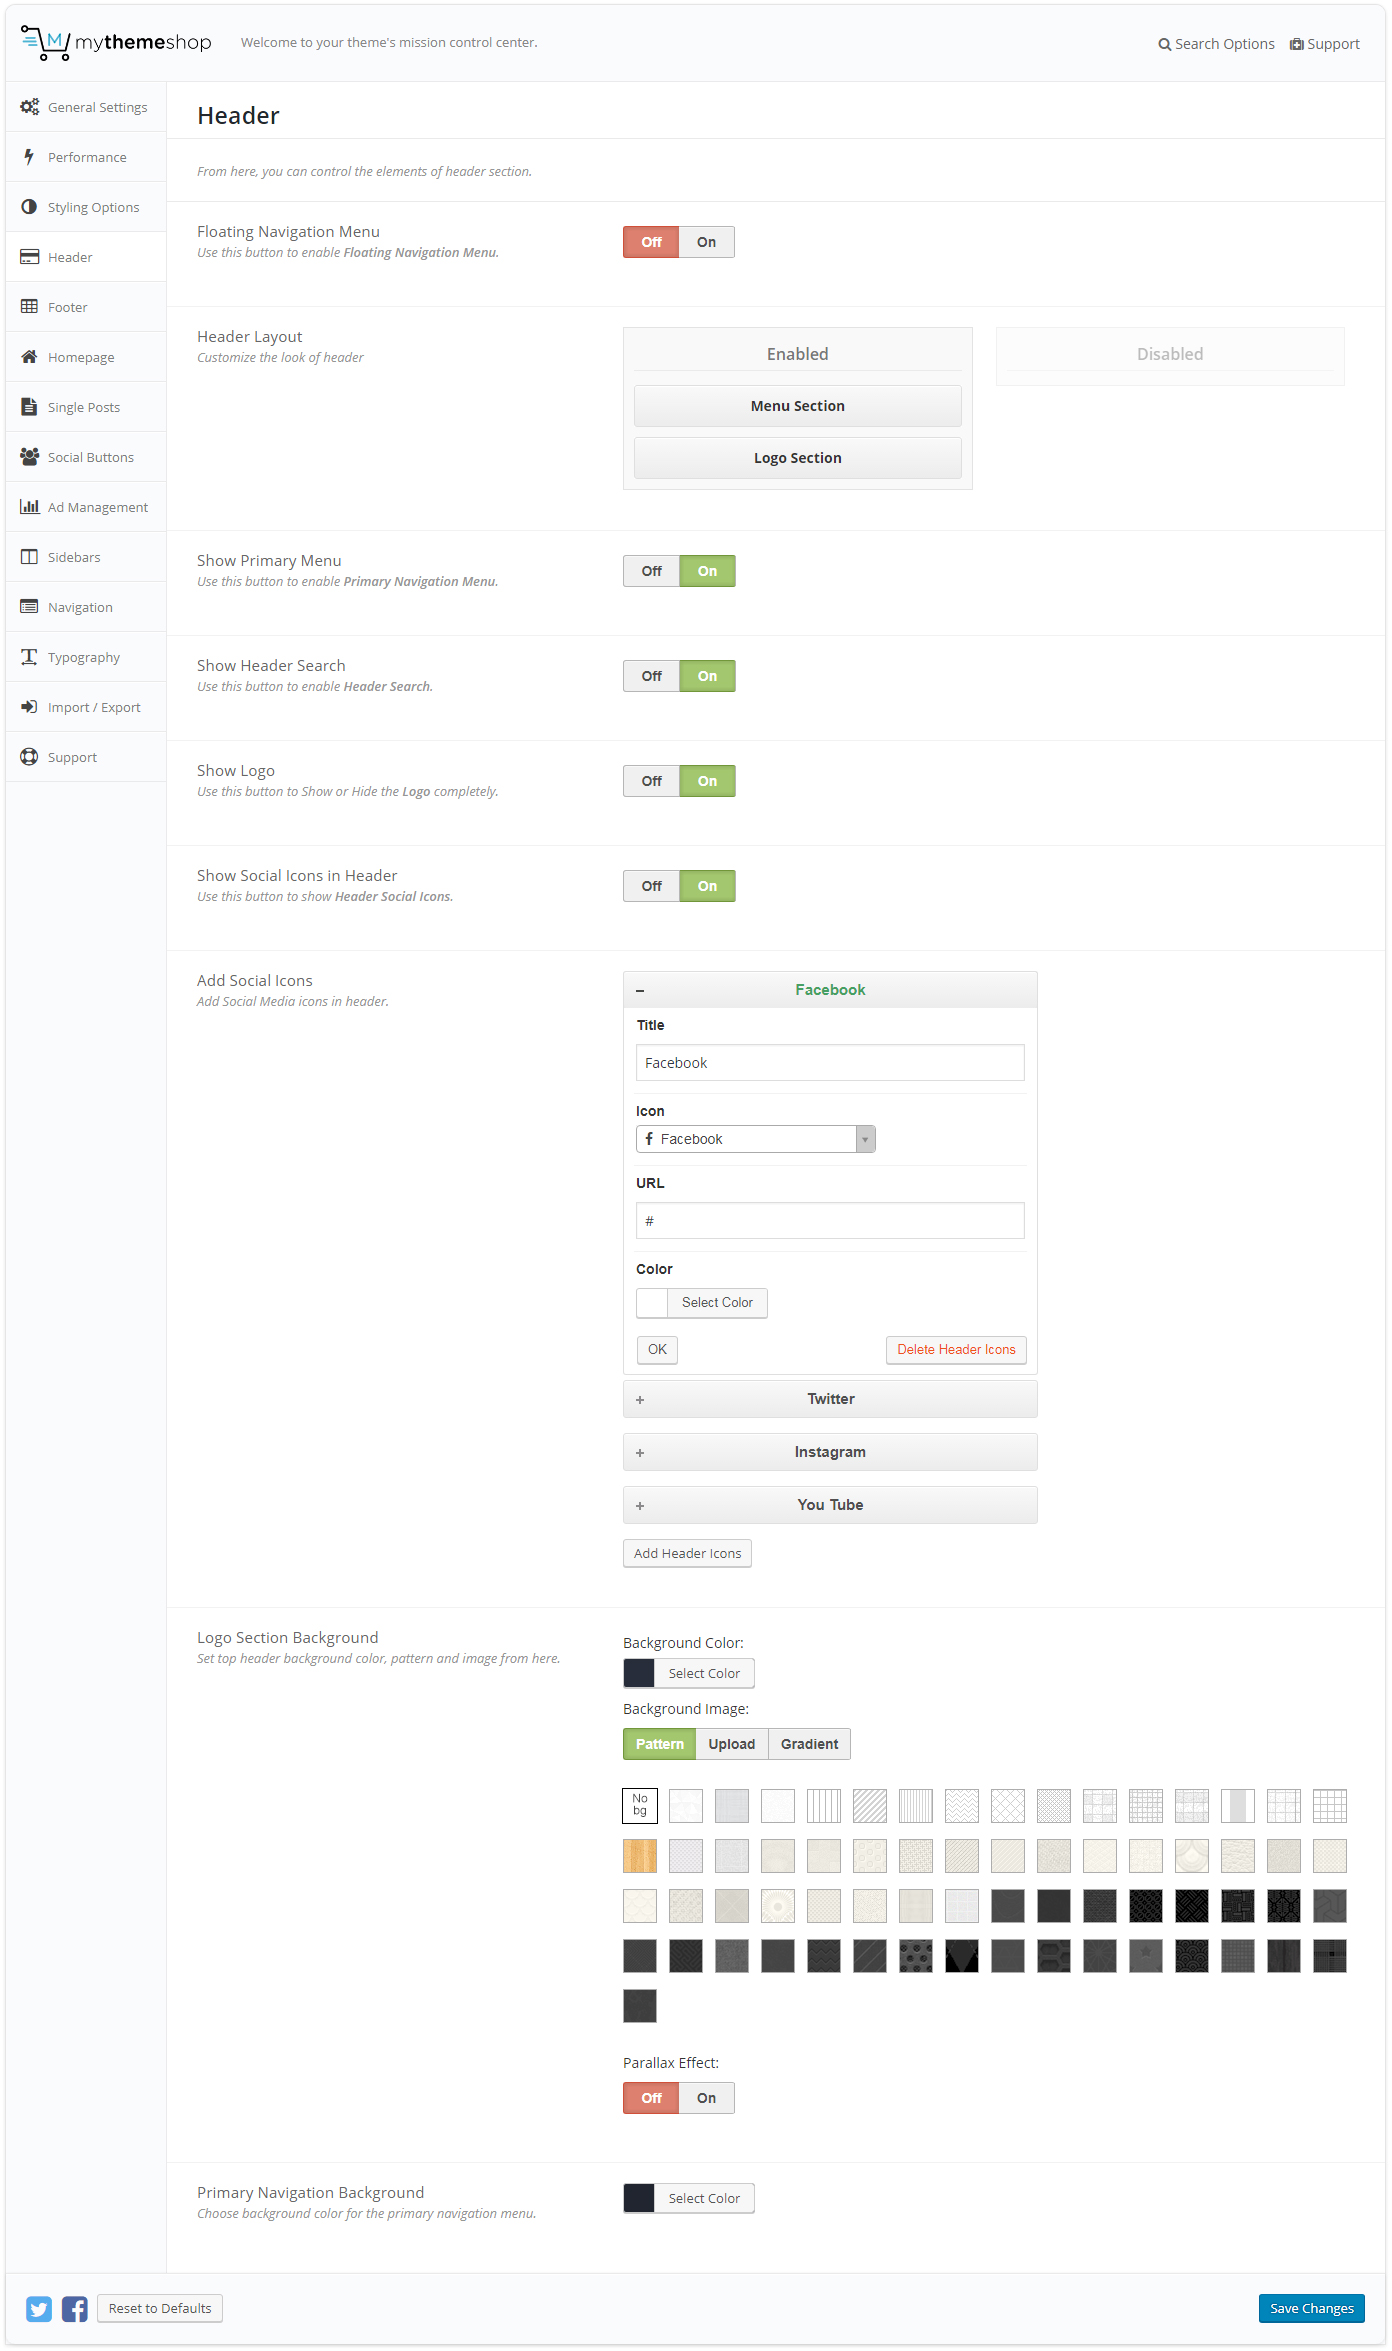 mythemeshop
Welcome to your theme's mission control center.
Search Options
Support
General Settings
Performance
Styling Options
Header
Footer
Homepage
Single Posts
Social Buttons
Ad Management
Sidebars
Navigation
Typography
Import / Export
Support
Header
From here, you can control the elements of header section.
Floating Navigation Menu
Use this button to enable Floating Navigation Menu.
Off On
Header Layout
Customize the look of header
Enabled
Menu Section
Logo Section
Disabled
Show Primary Menu
Use this button to enable Primary Navigation Menu.
Off On
Show Header Search
Use this button to enable Header Search.
Off On
Show Logo
Use this button to Show or Hide the Logo completely.
Off On
Show Social Icons in Header
Use this button to show Header Social Icons.
Off On
Add Social Icons
Add Social Media icons in header.
Facebook
Title
Facebook
Icon
Facebook
URL
#
Color
Select Color
OK
Delete Header Icons
Twitter
Instagram
You Tube
Add Header Icons
Logo Section Background
Set top header background color, pattern and image from here.
Background Color:
Select Color
Background Image:
Pattern Upload Gradient
No
bg
Parallax Effect:
Off On
Primary Navigation Background
Choose background color for the primary navigation menu.
Select Color
Reset to Defaults
Save Changes